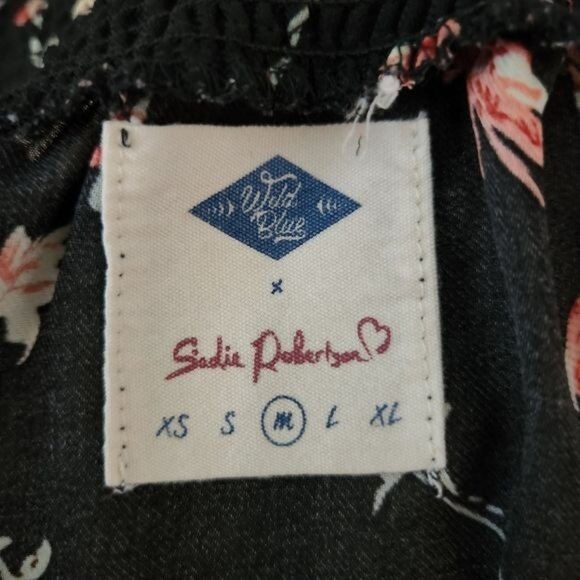 Wild
Blue
x
Sadie Robertson
XS S M L XL